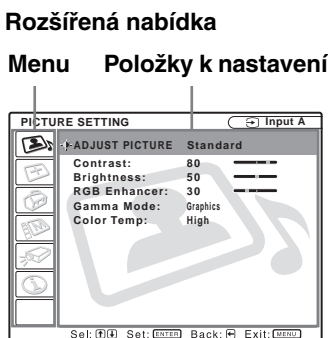 Rozšířená nabídka
Menu Položky k nastavení
PICTURE SETTING Input A
ADJUST PICTURE Standard
Contrast: 80
Brightness: 50
RGB Enhancer: 30
Gamma Mode: Graphics
Color Temp: High
Sel: Set: ENTER Back: Exit: MENU